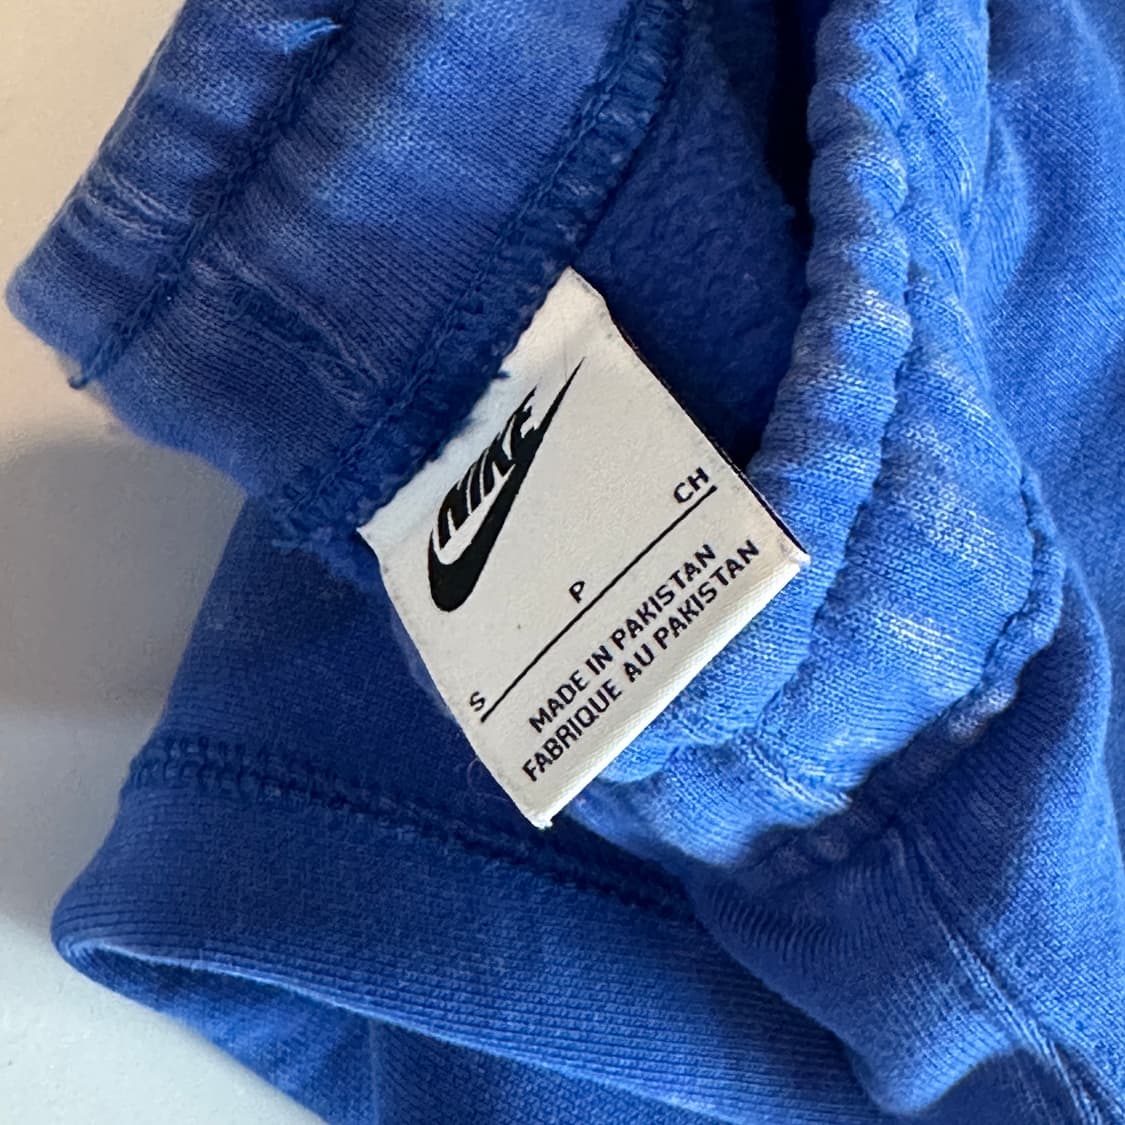 NIKE
S P CH
MADE IN PAKISTAN
FABRIQUE AU PAKISTAN